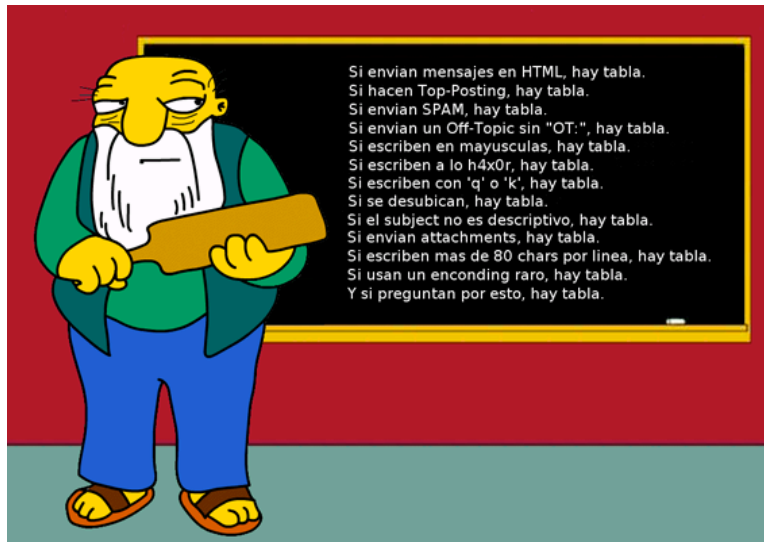 Si envian mensajes en HTML, hay tabla.
Si hacen Top-Posting, hay tabla.
Si envian SPAM, hay tabla.
Si envian un Off-Topic sin "OT:", hay tabla.
Si escriben en mayusculas, hay tabla.
Si escriben a lo h4x0r, hay tabla.
Si escriben con 'q' o 'k', hay tabla.
Si se desubican, hay tabla.
Si el subject no es descriptivo, hay tabla.
Si envian attachments, hay tabla.
Si escriben mas de 80 chars por linea, hay tabla.
Si usan un enconding raro, hay tabla.
Y si preguntan por esto, hay tabla.